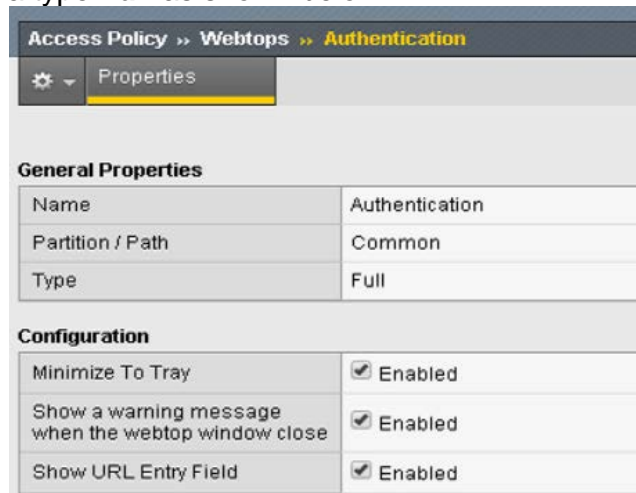 Access Policy » Webtops » Authentication
Properties
General Properties
Name Authentication
Partition / Path Common
Type Full
Configuration
Minimize To Tray Enabled
Show a warning message
when the webtop window close Enabled
Show URL Entry Field Enabled